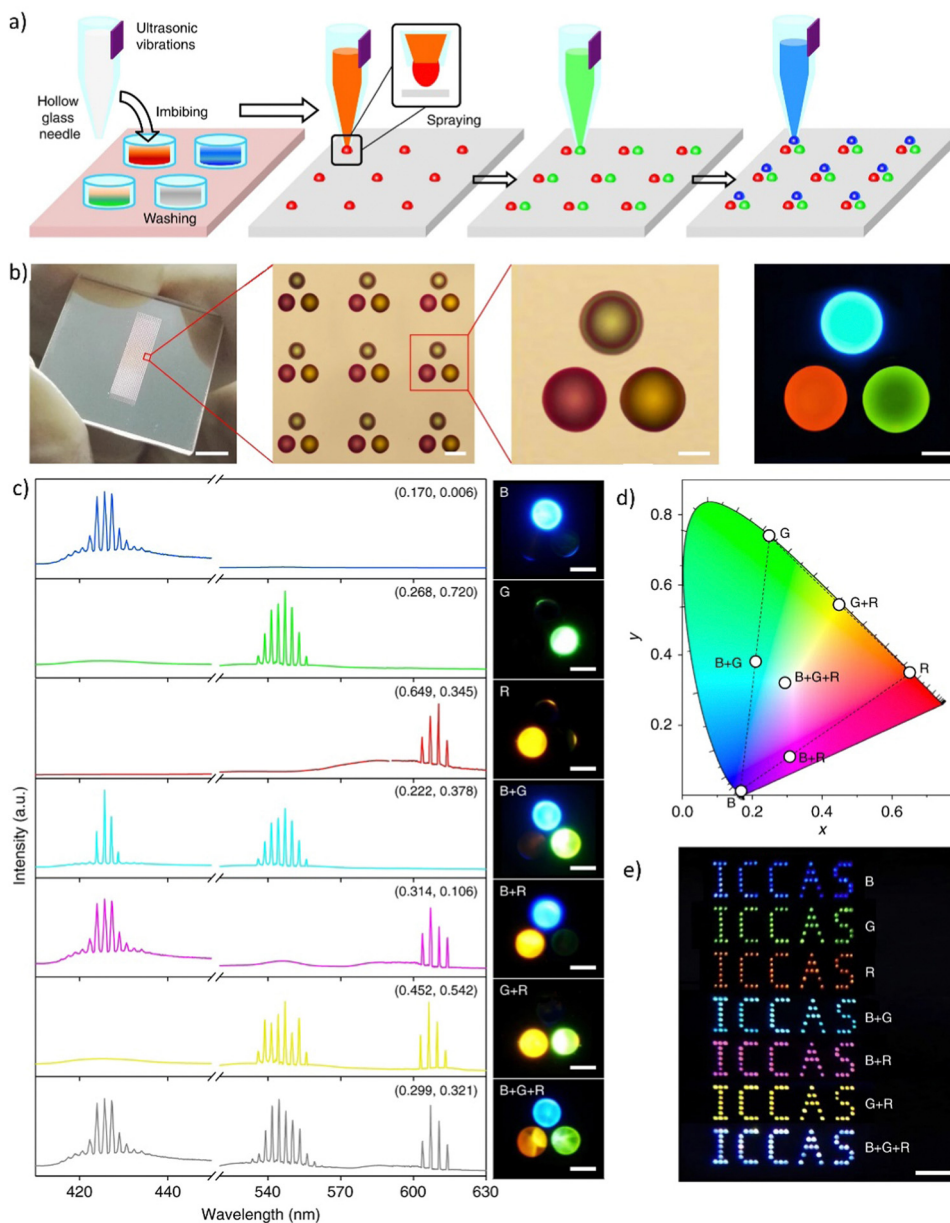 a)
Ultrasonic
vibrations
Hollow
glass
needle
Imbibing
Washing
Spraying
b)
c)
Intensity (a.u.)
(0.170, 0.006)
B
(0.268, 0.720)
G
(0.649, 0.345)
R
(0.222, 0.378)
B+G
(0.314, 0.106)
B+R
(0.452, 0.542)
G+R
(0.299, 0.321)
B+G+R
420
440
540
570
600
630
Wavelength (nm)
d)
y
0.8
0.6
0.4
0.2
0.0
0.2
0.4
0.6
x
G
G+R
B+G
B+G+R
R
B+R
B
e)
ICCAS B
ICCAS G
ICCAS R
ICCAS B+G
ICCAS B+R
ICCAS G+R
ICCAS B+G+R